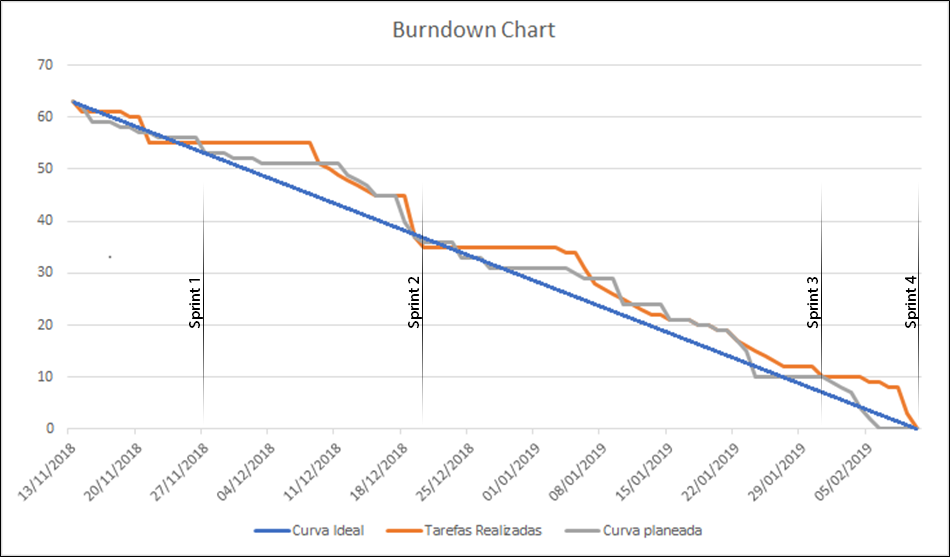 Burndown Chart
70
60
50
40
30
20
10
0
Sprint 1
Sprint 2
Sprint 3
Sprint 4
13/11/2018
20/11/2018
27/11/2018
04/12/2018
11/12/2018
18/12/2018
25/12/2018
01/01/2019
08/01/2019
15/01/2019
22/01/2019
29/01/2019
05/02/2019
Curva Ideal
Tarefas Realizadas
Curva planeada